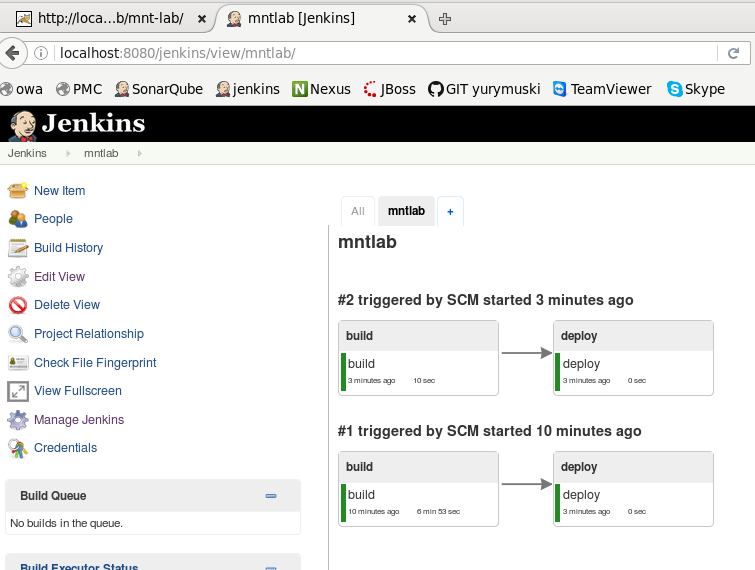 http://loca...b/mnt-lab/ × mntlab [Jenkins] ×
localhost:8080/jenkins/view/mntlab/
owa PMC SonarQube jenkins Nexus JBoss GIT yurymuski TeamViewer Skype
Jenkins
Jenkins mntlab
New Item
People
Build History
Edit View
Delete View
Project Relationship
Check File Fingerprint
View Fullscreen
Manage Jenkins
Credentials
Build Queue
No builds in the queue.
Build Executor Status
All mntlab +
mntlab
#2 triggered by SCM started 3 minutes ago
build deploy
build deploy
3 minutes ago 10 sec 3 minutes ago 0 sec
#1 triggered by SCM started 10 minutes ago
build deploy
build deploy
10 minutes ago 6 min 53 sec 3 minutes ago 0 sec